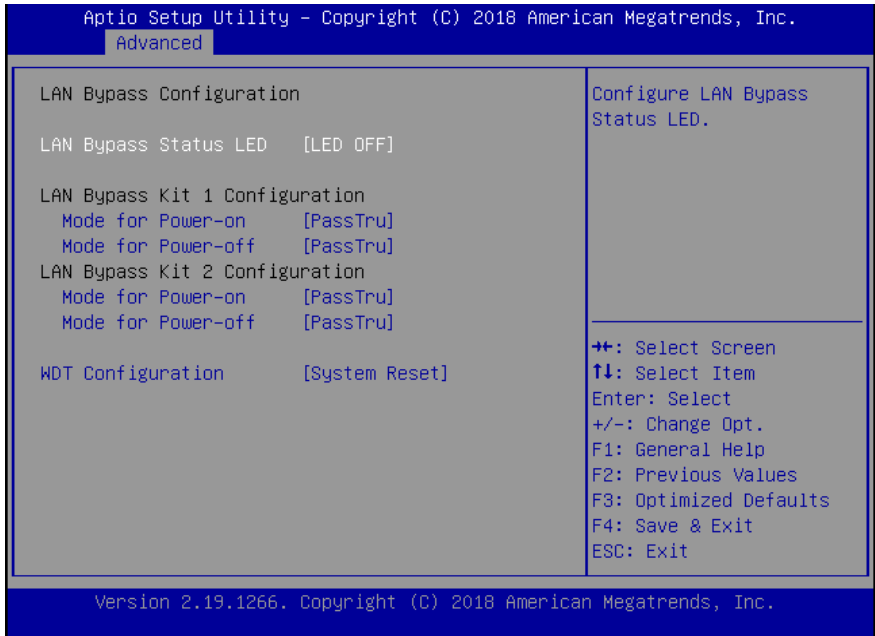 Aptio Setup Utility – Copyright (C) 2018 American Megatrends, Inc.
Advanced
LAN Bypass Configuration
LAN Bypass Status LED [LED OFF]
LAN Bypass Kit 1 Configuration
Mode for Power-on [PassTru]
Mode for Power-off [PassTru]
LAN Bypass Kit 2 Configuration
Mode for Power-on [PassTru]
Mode for Power-off [PassTru]
WDT Configuration [System Reset]
Configure LAN Bypass
Status LED.
→←: Select Screen
↑↓: Select Item
Enter: Select
+/-: Change Opt.
F1: General Help
F2: Previous Values
F3: Optimized Defaults
F4: Save & Exit
ESC: Exit
Version 2.19.1266. Copyright (C) 2018 American Megatrends, Inc.